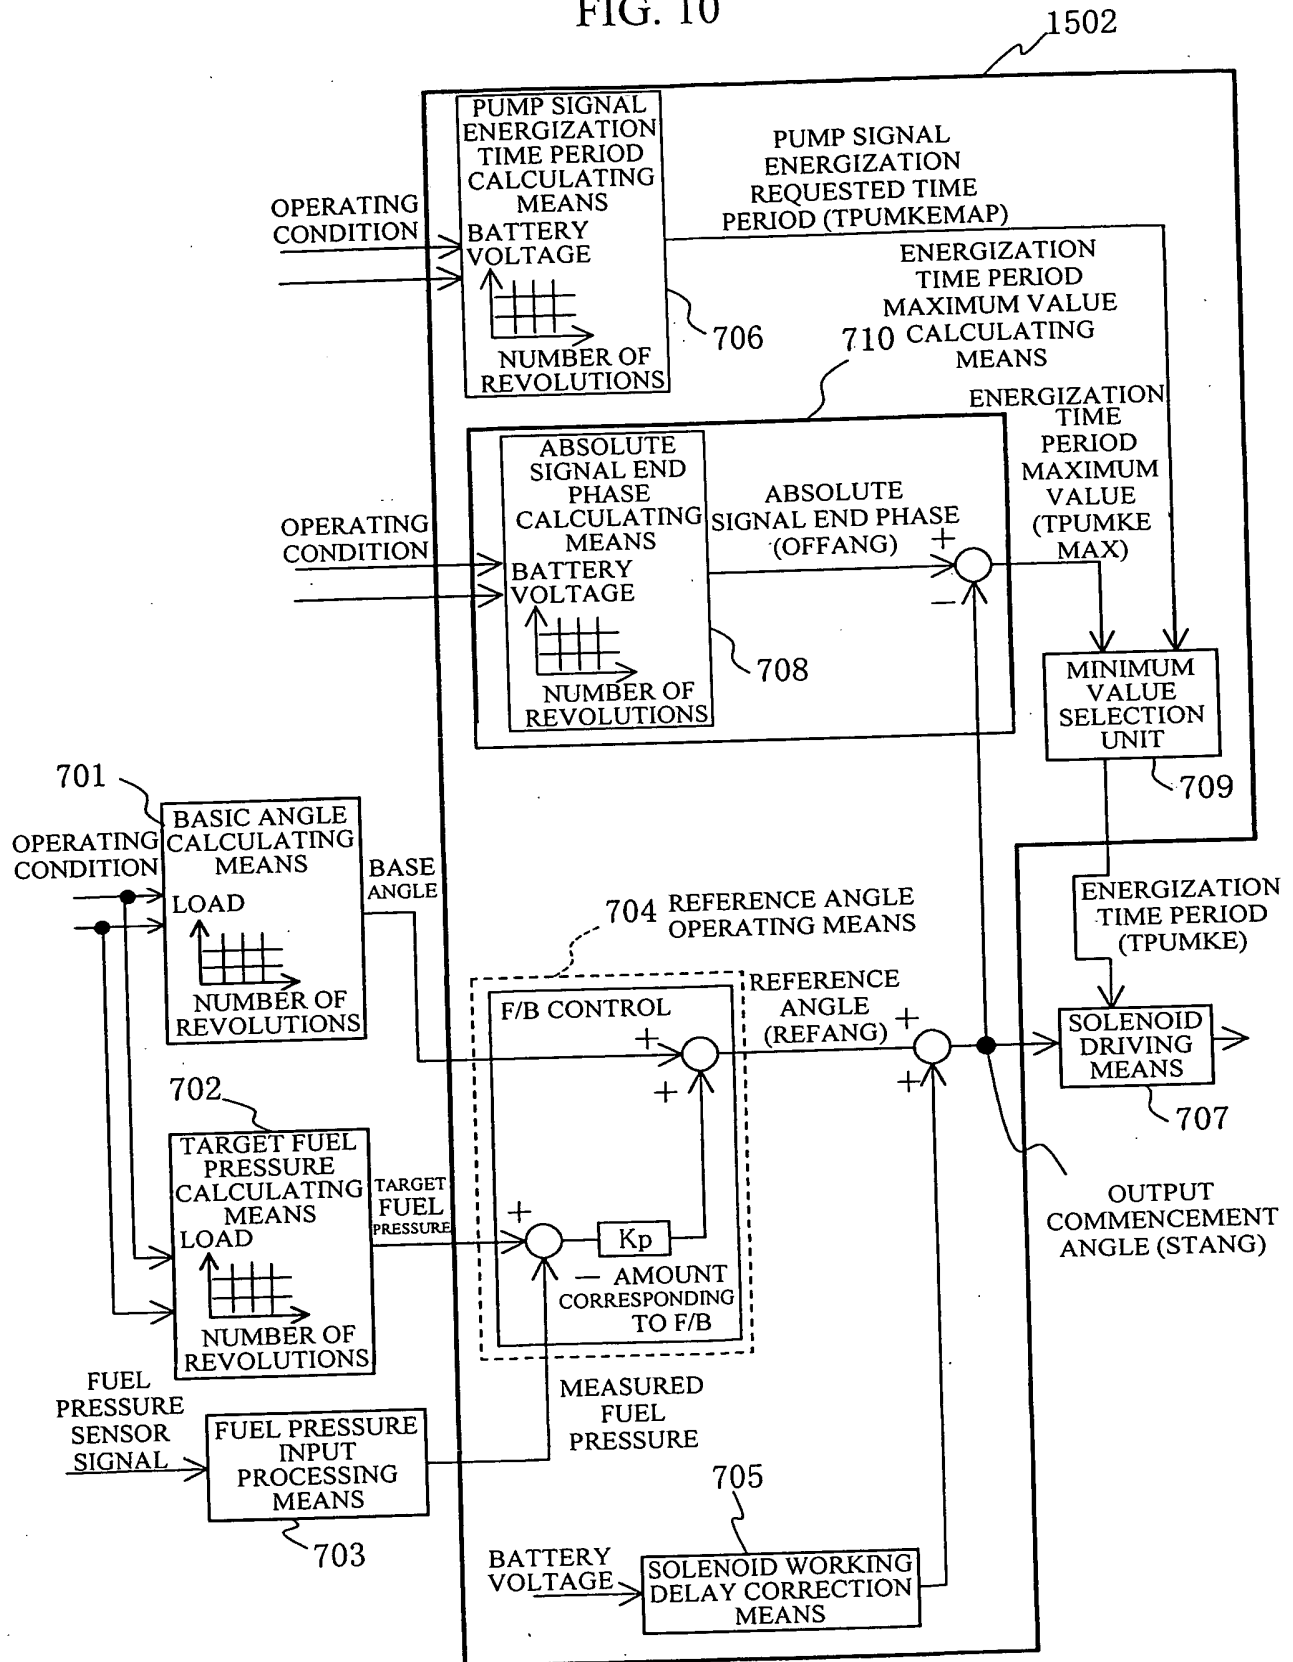 FIG. 10
1502
PUMP SIGNAL
ENERGIZATION
TIME PERIOD
CALCULATING
MEANS
BATTERY
VOLTAGE
NUMBER OF
REVOLUTIONS
OPERATING
CONDITION
706
PUMP SIGNAL
ENERGIZATION
REQUESTED TIME
PERIOD (TPUMKEMAP)
ENERGIZATION
TIME PERIOD
MAXIMUM VALUE
CALCULATING
MEANS
710
ENERGIZATION
TIME
PERIOD
MAXIMUM
VALUE
(TPUMKE
MAX)
ABSOLUTE
SIGNAL END
PHASE
CALCULATING
MEANS
BATTERY
VOLTAGE
NUMBER OF
REVOLUTIONS
OPERATING
CONDITION
708
ABSOLUTE
SIGNAL END PHASE
(OFFANG)
+
−
MINIMUM
VALUE
SELECTION
UNIT
709
701
BASIC ANGLE
CALCULATING
MEANS
LOAD
NUMBER OF
REVOLUTIONS
OPERATING
CONDITION
BASE
ANGLE
704 REFERENCE ANGLE
OPERATING MEANS
ENERGIZATION
TIME PERIOD
(TPUMKE)
F/B CONTROL
+
+
REFERENCE
ANGLE
(REFANG)
+
+
SOLENOID
DRIVING
MEANS
707
702
TARGET FUEL
PRESSURE
CALCULATING
MEANS
LOAD
NUMBER OF
REVOLUTIONS
TARGET
FUEL
PRESSURE
+
Kp
− AMOUNT
CORRESPONDING
TO F/B
OUTPUT
COMMENCEMENT
ANGLE (STANG)
FUEL
PRESSURE
SENSOR
SIGNAL
FUEL PRESSURE
INPUT
PROCESSING
MEANS
703
MEASURED
FUEL
PRESSURE
705
BATTERY
VOLTAGE
SOLENOID WORKING
DELAY CORRECTION
MEANS